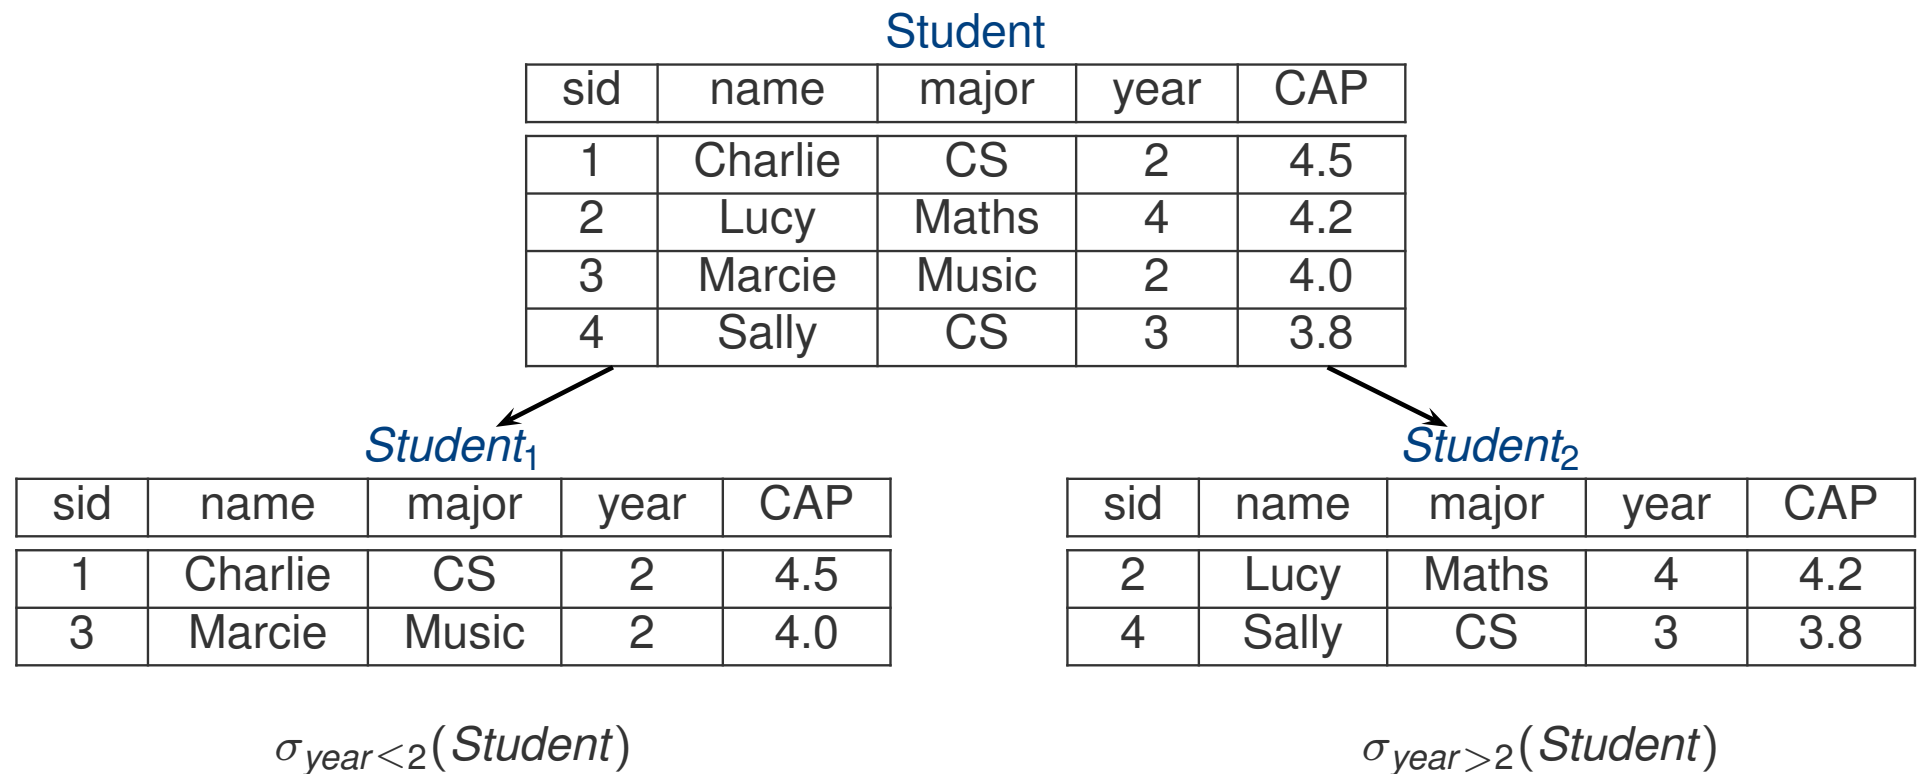 Student
sid name major year CAP
1 Charlie CS 2 4.5
2 Lucy Maths 4 4.2
3 Marcie Music 2 4.0
4 Sally CS 3 3.8
Student₁
sid name major year CAP
1 Charlie CS 2 4.5
3 Marcie Music 2 4.0
σ year<2(Student)
Student₂
sid name major year CAP
2 Lucy Maths 4 4.2
4 Sally CS 3 3.8
σ year>2(Student)